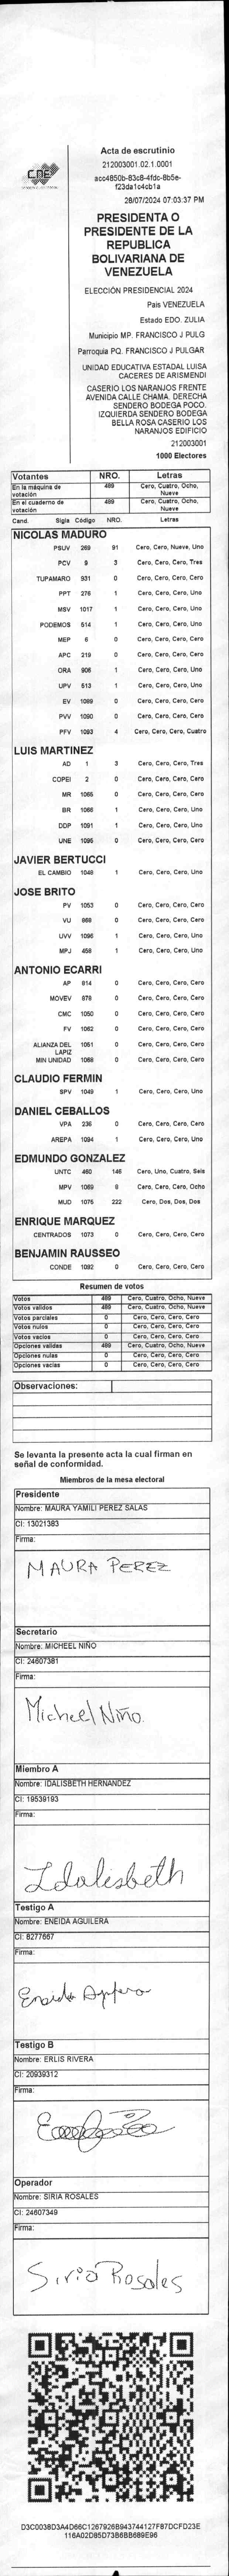 CNE
Acta de escrutinio
212003001.02.1.0001
acc4850b-83c8-4fdc-8b5e-
f23da1c4cb1a
28/07/2024 07:03:37 PM
PRESIDENTA O
PRESIDENTE DE LA
REPUBLICA
BOLIVARIANA DE
VENEZUELA
ELECCIÓN PRESIDENCIAL 2024
Pais VENEZUELA
Estado EDO. ZULIA
Municipio MP. FRANCISCO J PULG
Parroquia PQ. FRANCISCO J PULGAR
UNIDAD EDUCATIVA ESTADAL LUISA
CACERES DE ARISMENDI
CASERIO LOS NARANJOS FRENTE
AVENIDA CALLE CHAMA. DERECHA
SENDERO BODEGA POCO.
IZQUIERDA SENDERO BODEGA
BELLA ROSA CASERIO LOS
NARANJOS EDIFICIO
212003001
1000 Electores
Votantes NRO. Letras
En la máquina de votación 489 Cero, Cuatro, Ocho, Nueve
En el cuaderno de votación 489 Cero, Cuatro, Ocho, Nueve
Cand. Sigla Código NRO. Letras
NICOLAS MADURO
PSUV 269 91 Cero, Cero, Nueve, Uno
PCV 9 3 Cero, Cero, Cero, Tres
TUPAMARO 931 0 Cero, Cero, Cero, Cero
PPT 276 1 Cero, Cero, Cero, Uno
MSV 1017 1 Cero, Cero, Cero, Uno
PODEMOS 514 1 Cero, Cero, Cero, Uno
MEP 6 0 Cero, Cero, Cero, Cero
APC 219 0 Cero, Cero, Cero, Cero
ORA 906 1 Cero, Cero, Cero, Uno
UPV 513 1 Cero, Cero, Cero, Uno
EV 1089 0 Cero, Cero, Cero, Cero
PVV 1090 0 Cero, Cero, Cero, Cero
PFV 1093 4 Cero, Cero, Cero, Cuatro
LUIS MARTINEZ
AD 1 3 Cero, Cero, Cero, Tres
COPEI 2 0 Cero, Cero, Cero, Cero
MR 1065 0 Cero, Cero, Cero, Cero
BR 1066 1 Cero, Cero, Cero, Uno
DDP 1091 1 Cero, Cero, Cero, Uno
UNE 1095 0 Cero, Cero, Cero, Cero
JAVIER BERTUCCI
EL CAMBIO 1048 1 Cero, Cero, Cero, Uno
JOSE BRITO
PV 1053 0 Cero, Cero, Cero, Cero
VU 868 0 Cero, Cero, Cero, Cero
UVV 1096 1 Cero, Cero, Cero, Uno
MPJ 458 1 Cero, Cero, Cero, Uno
ANTONIO ECARRI
AP 814 0 Cero, Cero, Cero, Cero
MOVEV 878 0 Cero, Cero, Cero, Cero
CMC 1050 0 Cero, Cero, Cero, Cero
FV 1062 0 Cero, Cero, Cero, Cero
ALIANZA DEL LAPIZ 1051 0 Cero, Cero, Cero, Cero
MIN UNIDAD 1068 0 Cero, Cero, Cero, Cero
CLAUDIO FERMIN
SPV 1049 1 Cero, Cero, Cero, Uno
DANIEL CEBALLOS
VPA 236 0 Cero, Cero, Cero, Cero
AREPA 1094 1 Cero, Cero, Cero, Uno
EDMUNDO GONZALEZ
UNTC 460 146 Cero, Uno, Cuatro, Seis
MPV 1069 8 Cero, Cero, Cero, Ocho
MUD 1075 222 Cero, Dos, Dos, Dos
ENRIQUE MARQUEZ
CENTRADOS 1073 0 Cero, Cero, Cero, Cero
BENJAMIN RAUSSEO
CONDE 1092 0 Cero, Cero, Cero, Cero
Resumen de votos
Votos 489 Cero, Cuatro, Ocho, Nueve
Votos validos 489 Cero, Cuatro, Ocho, Nueve
Votos parciales 0 Cero, Cero, Cero, Cero
Votos nulos 0 Cero, Cero, Cero, Cero
Votos vacios 0 Cero, Cero, Cero, Cero
Opciones validas 489 Cero, Cuatro, Ocho, Nueve
Opciones nulas 0 Cero, Cero, Cero, Cero
Opciones vacias 0 Cero, Cero, Cero, Cero
Observaciones:
Se levanta la presente acta la cual firman en
señal de conformidad.
Miembros de la mesa electoral
Presidente
Nombre: MAURA YAMILI PEREZ SALAS
CI: 13021383
Firma:
MAURA PEREZ
Secretario
Nombre: MICHEEL NIÑO
CI: 24607381
Firma:
Micheel Niño.
Miembro A
Nombre: IDALISBETH HERNANDEZ
CI: 19539193
Firma:
Idalisbeth
Testigo A
Nombre: ENEIDA AGUILERA
CI: 8277667
Firma:
Testigo B
Nombre: ERLIS RIVERA
CI: 20939312
Firma:
Operador
Nombre: SIRIA ROSALES
CI: 24607349
Firma:
Siria Rosales
D3C0038D3A4D66C1267926B943744127F87DCFD23E
116A02D85D73B6BB689E96